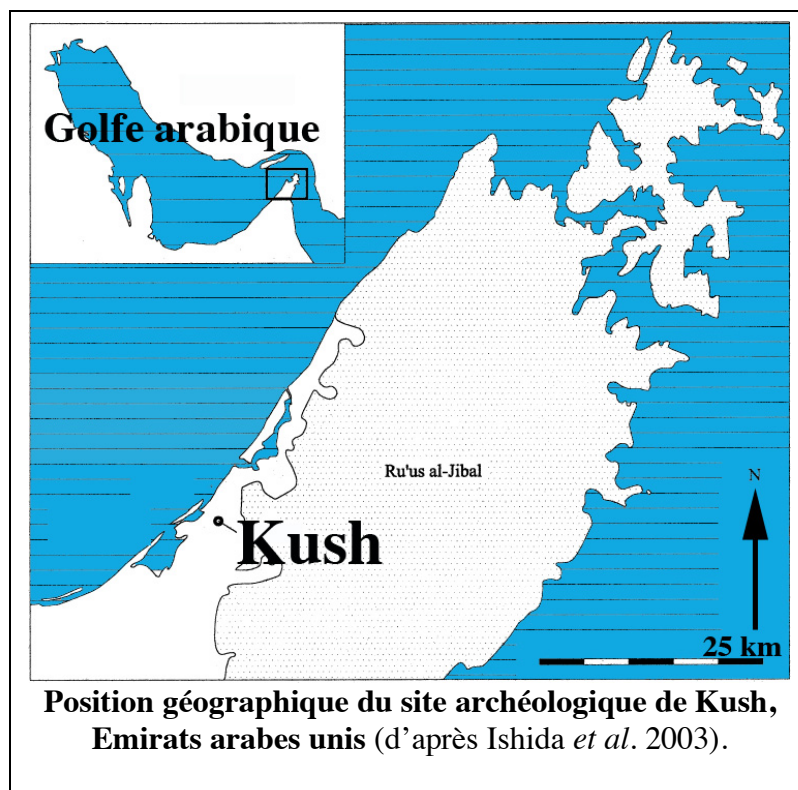 Golfe arabique
Ru'us al-Jibal
Kush
N
25 km
Position géographique du site archéologique de Kush,
Emirats arabes unis (d'après Ishida et al. 2003).